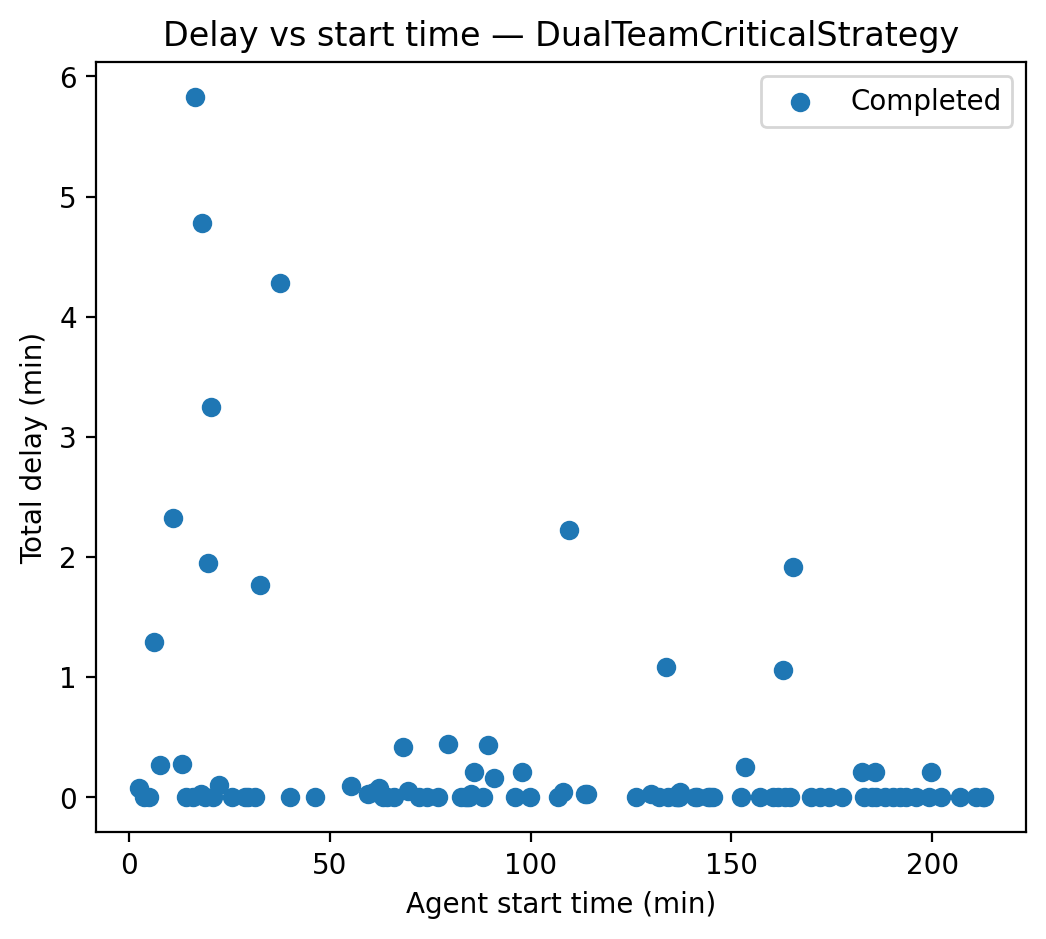 Delay vs start time — DualTeamCriticalStrategy
Completed
6
5
4
3
2
1
0
Total delay (min)
0 50 100 150 200
Agent start time (min)